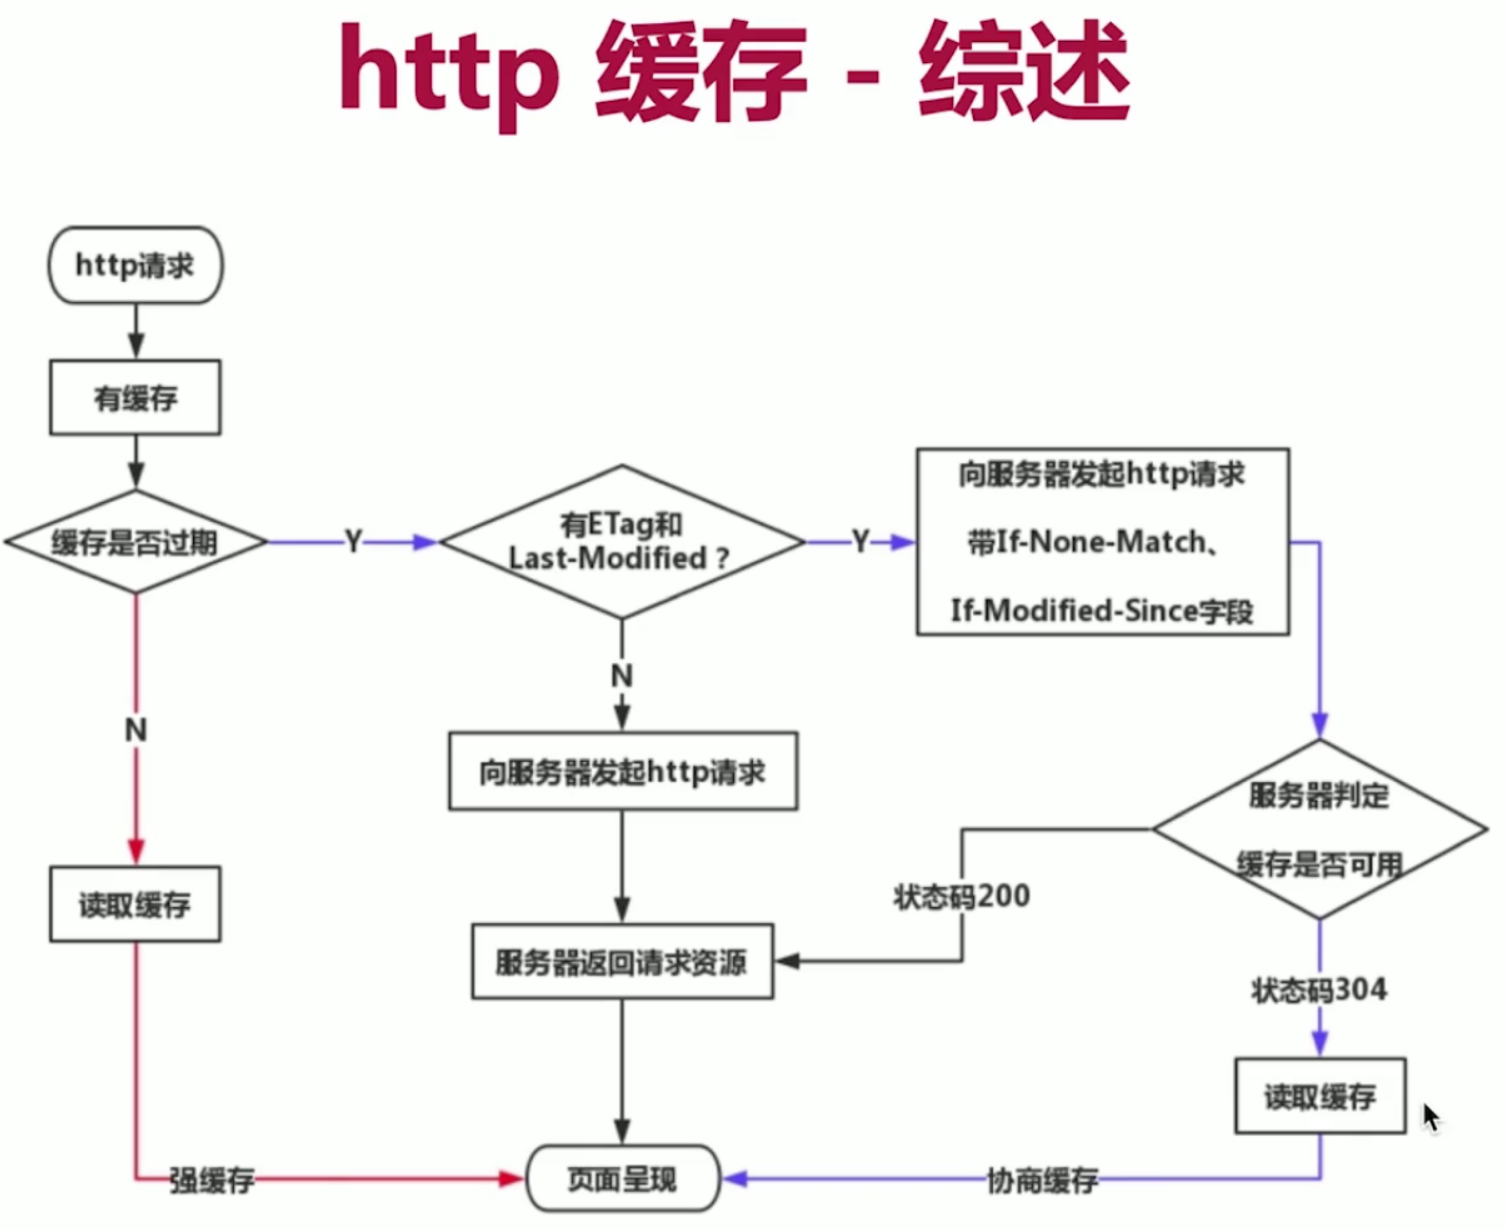 http 缓存 - 综述
http请求
有缓存
缓存是否过期
Y
有ETag和
Last-Modified ?
Y
向服务器发起http请求
带If-None-Match、
If-Modified-Since字段
N
N
向服务器发起http请求
服务器判定
缓存是否可用
读取缓存
状态码200
服务器返回请求资源
状态码304
读取缓存
强缓存
页面呈现
协商缓存